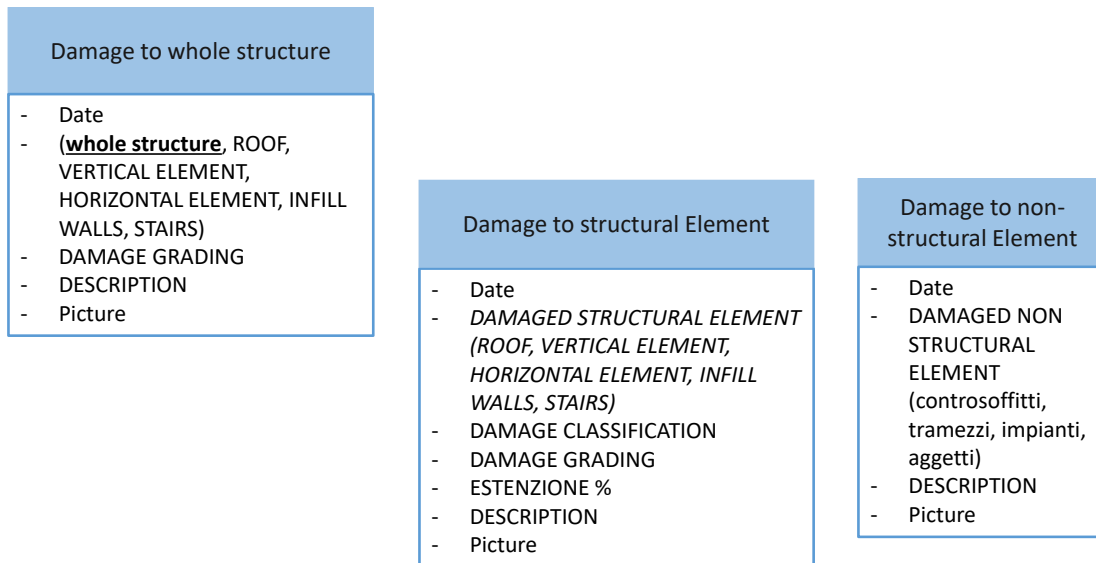 Damage to whole structure
- Date
- (whole structure, ROOF,
VERTICAL ELEMENT,
HORIZONTAL ELEMENT, INFILL
WALLS, STAIRS)
- DAMAGE GRADING
- DESCRIPTION
- Picture
Damage to structural Element
- Date
- DAMAGED STRUCTURAL ELEMENT
(ROOF, VERTICAL ELEMENT,
HORIZONTAL ELEMENT, INFILL
WALLS, STAIRS)
- DAMAGE CLASSIFICATION
- DAMAGE GRADING
- ESTENZIONE %
- DESCRIPTION
- Picture
Damage to non-
structural Element
- Date
- DAMAGED NON
STRUCTURAL
ELEMENT
(controsoffitti,
tramezzi, impianti,
aggetti)
- DESCRIPTION
- Picture